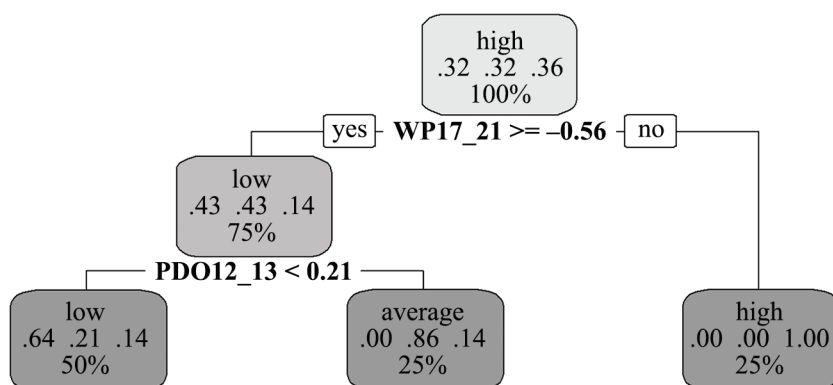 high
.32 .32 .36
100%
yes WP17_21 >= –0.56 no
low
.43 .43 .14
75%
PDO12_13 < 0.21
low
.64 .21 .14
50%
average
.00 .86 .14
25%
high
.00 .00 1.00
25%